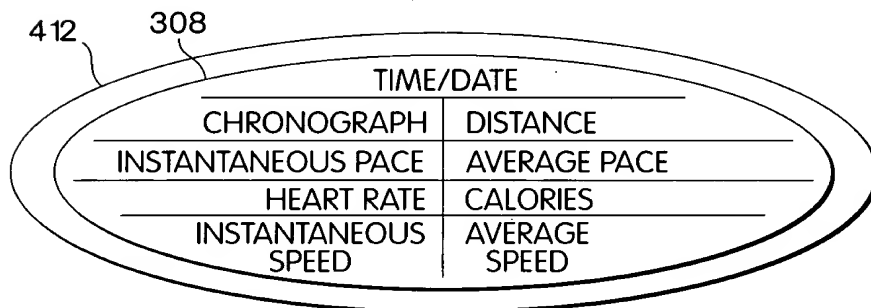 412
308
TIME/DATE
CHRONOGRAPH DISTANCE
INSTANTANEOUS PACE AVERAGE PACE
HEART RATE CALORIES
INSTANTANEOUS AVERAGE
SPEED SPEED